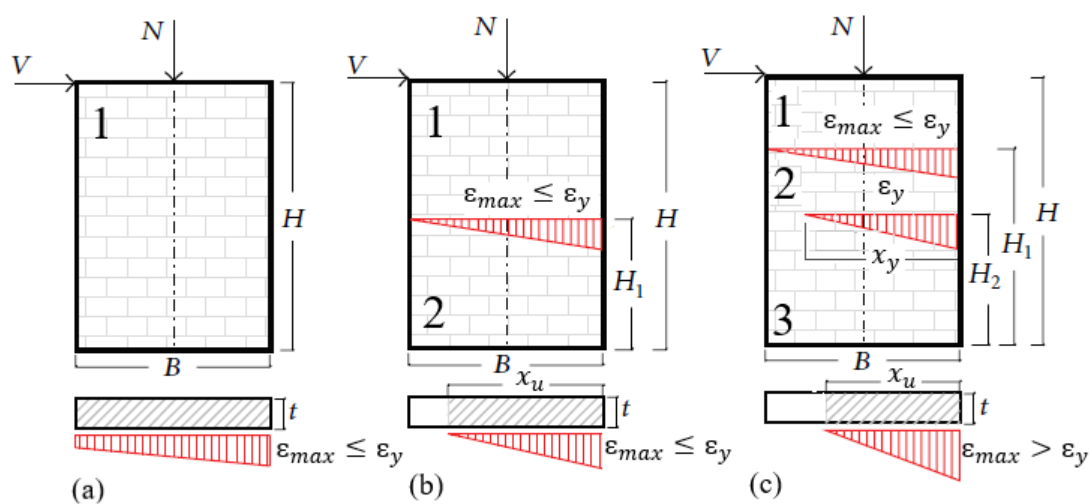 N
V
1
H
B
t
εmax ≤ εy
(a)
N
V
1
εmax ≤ εy
H
H1
2
B
xu
εmax ≤ εy
(b)
N
V
1
εmax ≤ εy
2
εy
H
H1
xy
H2
3
B
xu
t
εmax > εy
(c)